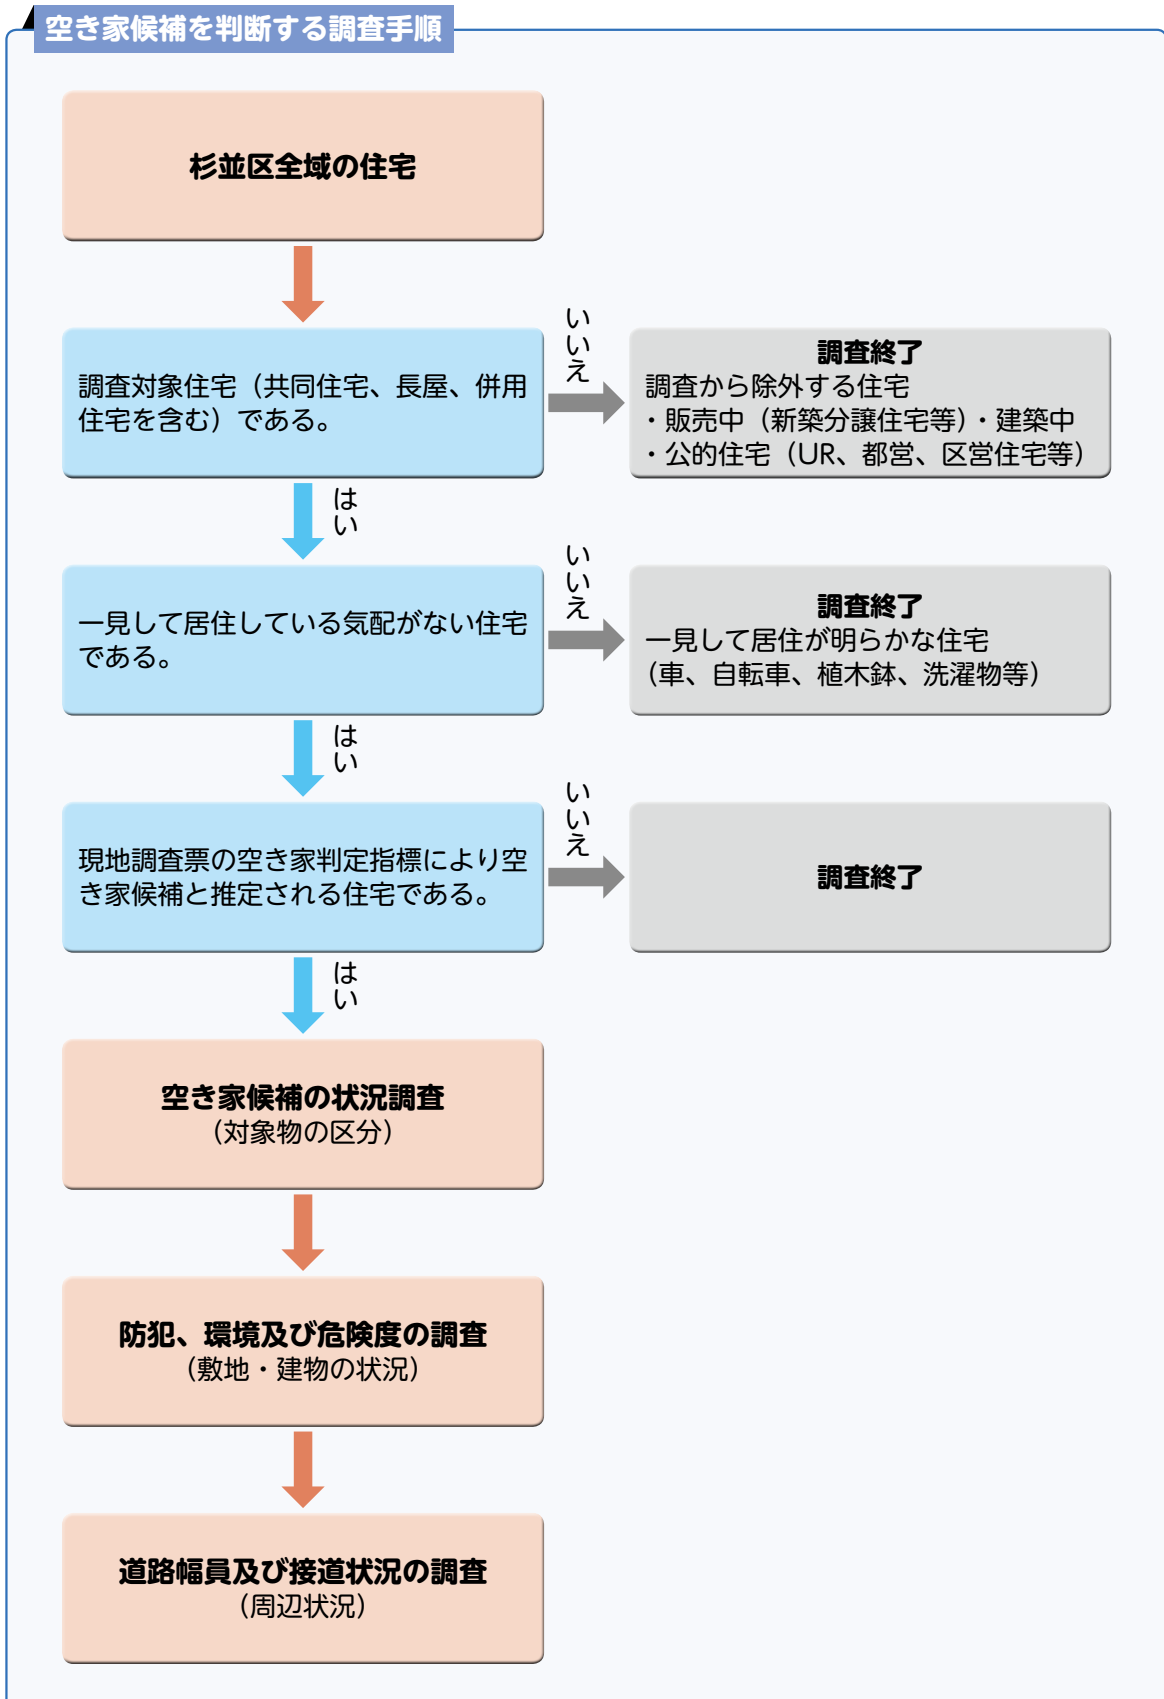 空き家候補を判断する調査手順
杉並区全域の住宅
調査対象住宅（共同住宅、長屋、併用
住宅を含む）である。
いいえ
調査終了
調査から除外する住宅
・販売中（新築分譲住宅等）・建築中
・公的住宅（UR、都営、区営住宅等）
はい
一見して居住している気配がない住宅
である。
いいえ
調査終了
一見して居住が明らかな住宅
（車、自転車、植木鉢、洗濯物等）
はい
現地調査票の空き家判定指標により空
き家候補と推定される住宅である。
いいえ
調査終了
はい
空き家候補の状況調査
（対象物の区分）
防犯、環境及び危険度の調査
（敷地・建物の状況）
道路幅員及び接道状況の調査
（周辺状況）